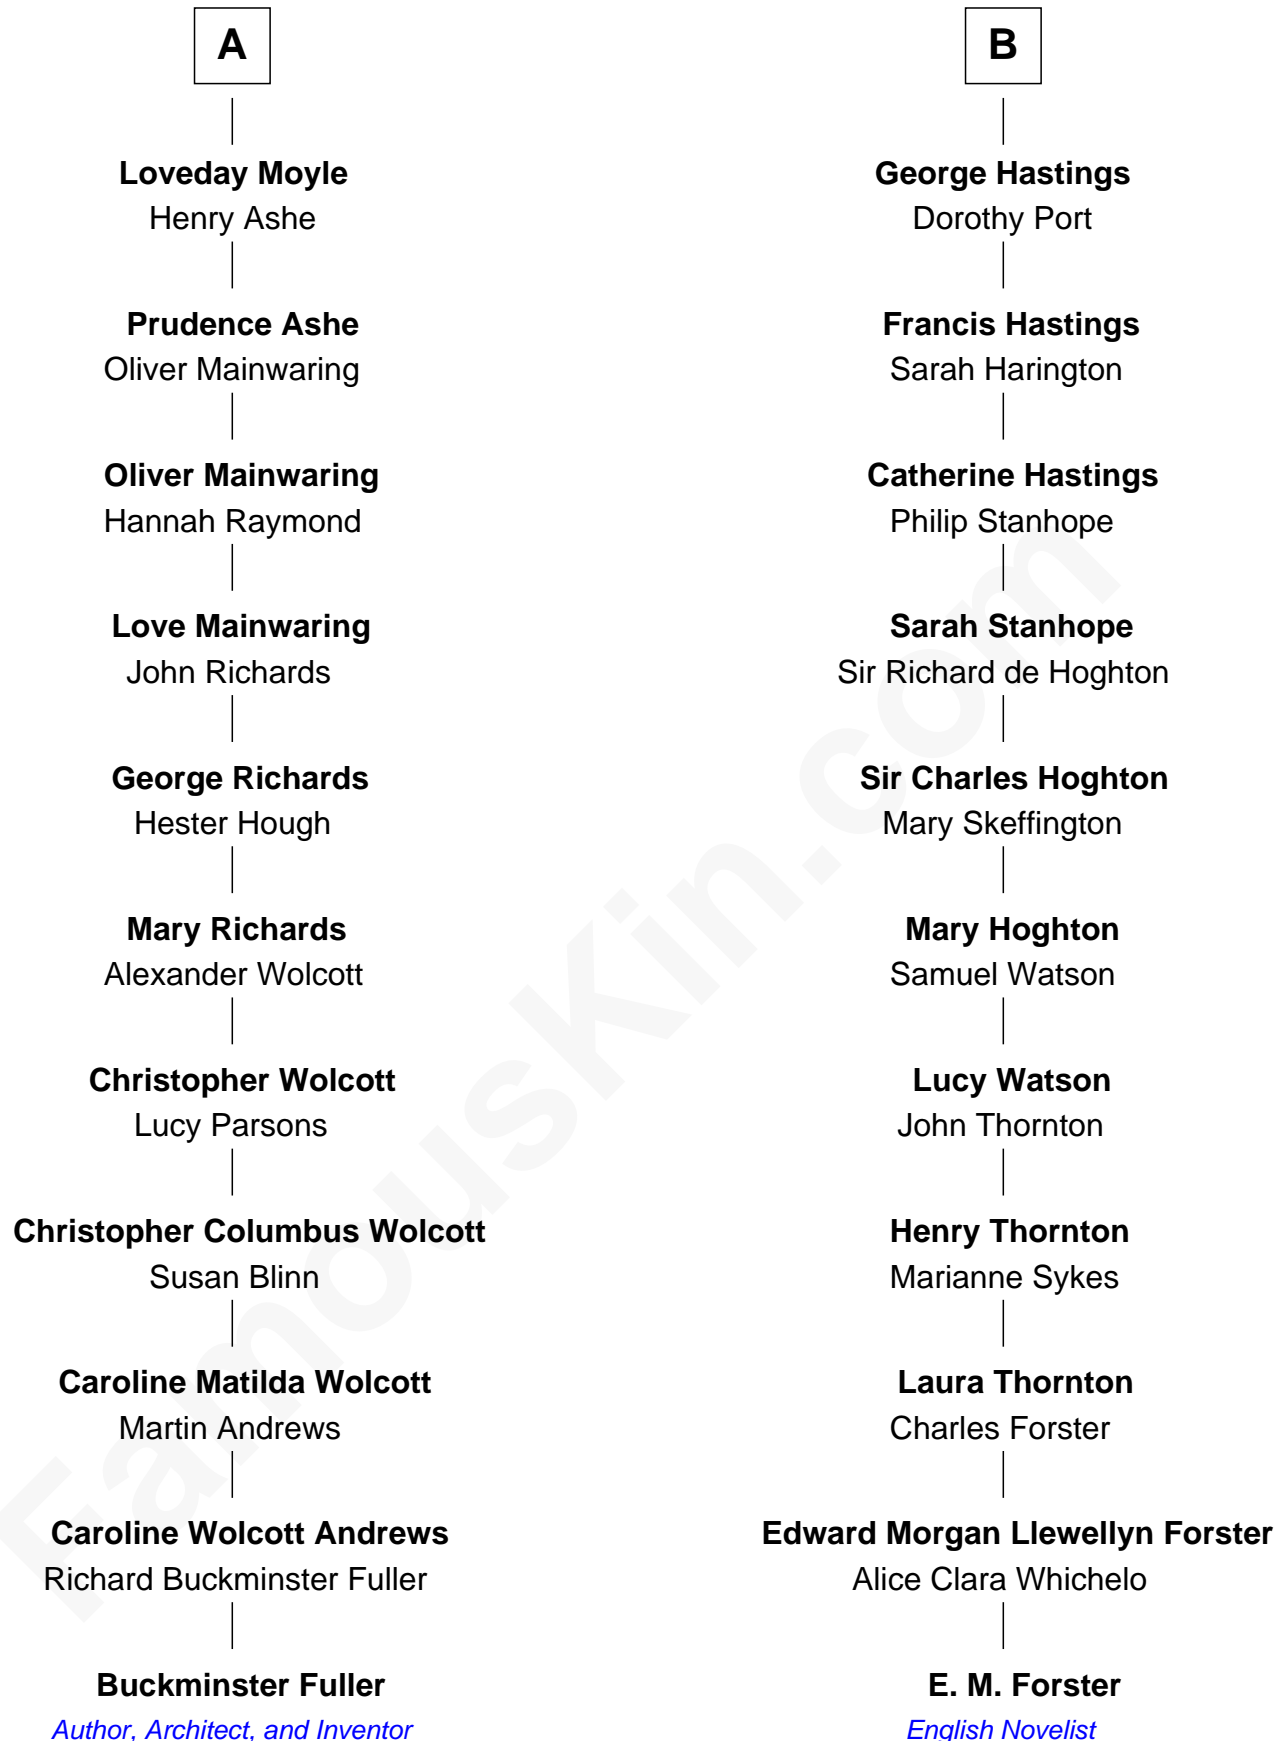 A
Loveday Moyle
Henry Ashe
Prudence Ashe
Oliver Mainwaring
Oliver Mainwaring
Hannah Raymond
Love Mainwaring
John Richards
George Richards
Hester Hough
Mary Richards
Alexander Wolcott
Christopher Wolcott
Lucy Parsons
Christopher Columbus Wolcott
Susan Blinn
Caroline Matilda Wolcott
Martin Andrews
Caroline Wolcott Andrews
Richard Buckminster Fuller
Buckminster Fuller
Author, Architect, and Inventor
B
George Hastings
Dorothy Port
Francis Hastings
Sarah Harington
Catherine Hastings
Philip Stanhope
Sarah Stanhope
Sir Richard de Hoghton
Sir Charles Hoghton
Mary Skeffington
Mary Hoghton
Samuel Watson
Lucy Watson
John Thornton
Henry Thornton
Marianne Sykes
Laura Thornton
Charles Forster
Edward Morgan Llewellyn Forster
Alice Clara Whichelo
E. M. Forster
English Novelist
FamousKin.com